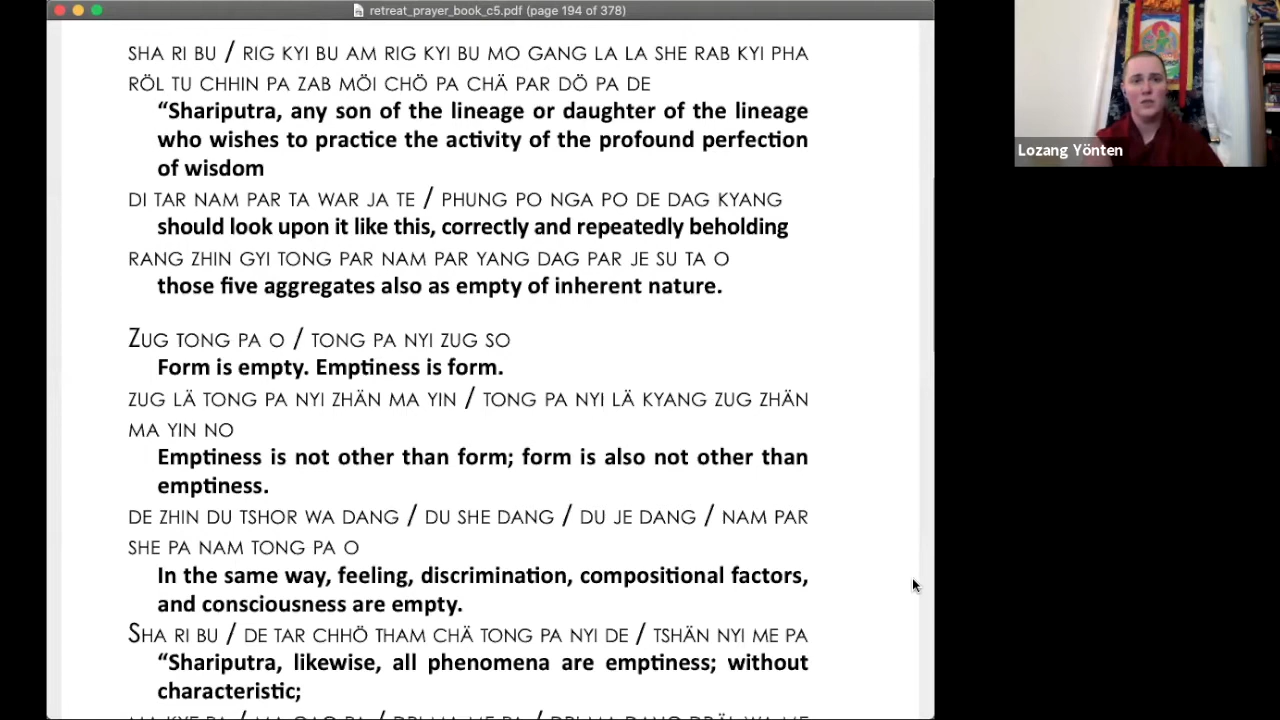 retreat_prayer_book_c5.pdf (page 194 of 378)
SHA RI BU / RIG KYI BU AM RIG KYI BU MO GANG LA LA SHE RAB KYI PHA
RÖL TU CHHIN PA ZAB MÖI CHÖ PA CHÄ PAR DÖ PA DE
“Shariputra, any son of the lineage or daughter of the lineage
who wishes to practice the activity of the profound perfection
of wisdom
DI TAR NAM PAR TA WAR JA TE / PHUNG PO NGA PO DE DAG KYANG
should look upon it like this, correctly and repeatedly beholding
RANG ZHIN GYI TONG PAR NAM PAR YANG DAG PAR JE SU TA O
those five aggregates also as empty of inherent nature.
ZUG TONG PA O / TONG PA NYI ZUG SO
Form is empty. Emptiness is form.
ZUG LÄ TONG PA NYI ZHÄN MA YIN / TONG PA NYI LÄ KYANG ZUG ZHÄN
MA YIN NO
Emptiness is not other than form; form is also not other than
emptiness.
DE ZHIN DU TSHOR WA DANG / DU SHE DANG / DU JE DANG / NAM PAR
SHE PA NAM TONG PA O
In the same way, feeling, discrimination, compositional factors,
and consciousness are empty.
SHA RI BU / DE TAR CHHÖ THAM CHÄ TONG PA NYI DE / TSHÄN NYI ME PA
“Shariputra, likewise, all phenomena are emptiness; without
characteristic;
Lozang Yönten